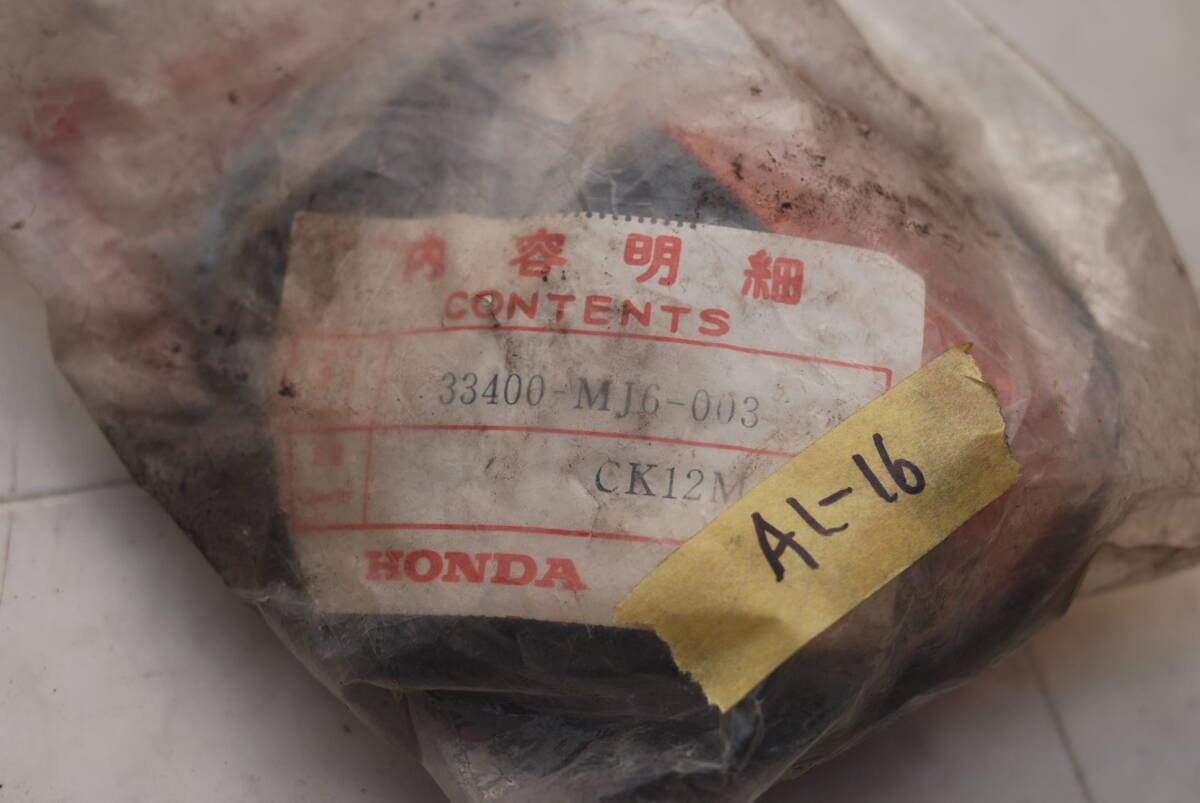 内容明細
CONTENTS
33400-MJ6-003
CK12M
HONDA
AL-16